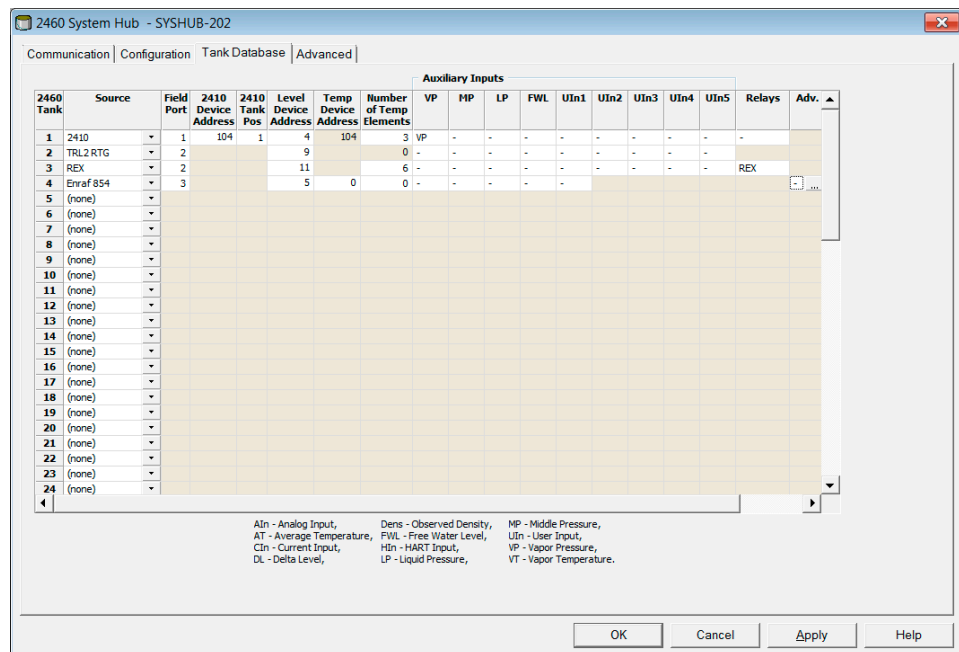 2460 System Hub - SYSHUB-202
Communication Configuration Tank Database Advanced
Auxiliary Inputs
2460 Tank Source Field Port 2410 Device Address 2410 Tank Pos Level Device Address Temp Device Address Number of Temp Elements VP MP LP FWL UIn1 UIn2 UIn3 UIn4 UIn5 Relays Adv.
1 2410 1 104 1 4 104 3 VP - - - - - - - - -
2 TRL2 RTG 2 9 0 - - - - - - - - -
3 REX 2 11 6 - - - - - - - - - REX
4 Enraf 854 3 5 0 0 - - - - - - ...
5 (none)
6 (none)
7 (none)
8 (none)
9 (none)
10 (none)
11 (none)
12 (none)
13 (none)
14 (none)
15 (none)
16 (none)
17 (none)
18 (none)
19 (none)
20 (none)
21 (none)
22 (none)
23 (none)
24 (none)
AIn - Analog Input, Dens - Observed Density, MP - Middle Pressure,
AT - Average Temperature, FWL - Free Water Level, UIn - User Input,
CIn - Current Input, HIn - HART Input, VP - Vapor Pressure,
DL - Delta Level, LP - Liquid Pressure, VT - Vapor Temperature.
OK Cancel Apply Help